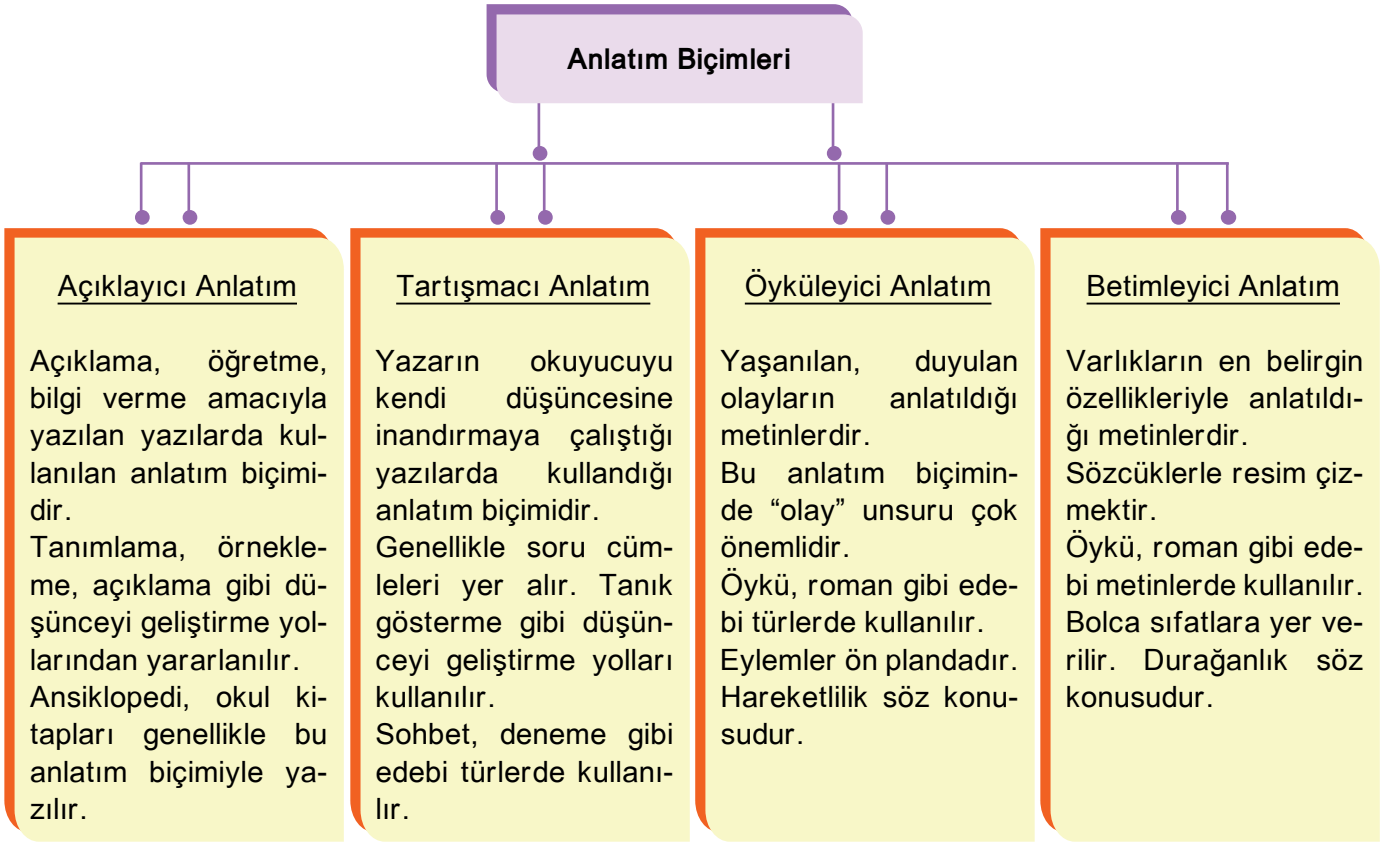 Anlatım Biçimleri
Açıklayıcı Anlatım
Açıklama, öğretme,
bilgi verme amacıyla
yazılan yazılarda kul-
lanılan anlatım biçimi-
dir.
Tanımlama, örnekle-
me, açıklama gibi dü-
şünceyi geliştirme yol-
larından yararlanılır.
Ansiklopedi, okul ki-
tapları genellikle bu
anlatım biçimiyle ya-
zılır.
Tartışmacı Anlatım
Yazarın okuyucuyu
kendi düşüncesine
inandırmaya çalıştığı
yazılarda kullandığı
anlatım biçimidir.
Genellikle soru cüm-
leleri yer alır. Tanık
gösterme gibi düşün-
ceyi geliştirme yolları
kullanılır.
Sohbet, deneme gibi
edebi türlerde kullanı-
lır.
Öyküleyici Anlatım
Yaşanılan, duyulan
olayların anlatıldığı
metinlerdir.
Bu anlatım biçimin-
de “olay” unsuru çok
önemlidir.
Öykü, roman gibi ede-
bi türlerde kullanılır.
Eylemler ön plandadır.
Hareketlilik söz konu-
sudur.
Betimleyici Anlatım
Varlıkların en belirgin
özellikleriyle anlatıldı-
ğı metinlerdir.
Sözcüklerle resim çiz-
mektir.
Öykü, roman gibi ede-
bi metinlerde kullanılır.
Bolca sıfatlara yer ve-
rilir. Durağanlık söz
konusudur.